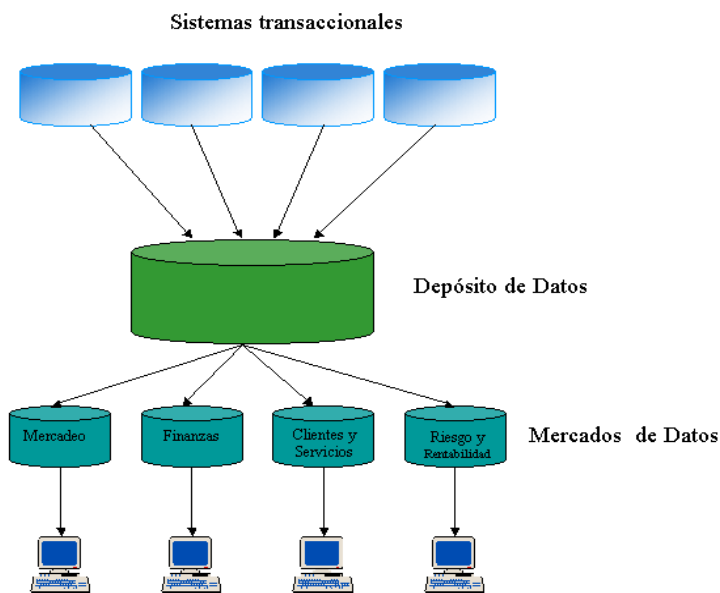 Sistemas transaccionales
Depósito de Datos
Mercadeo
Finanzas
Clientes y
Servicios
Riesgo y
Rentabilidad
Mercados de Datos